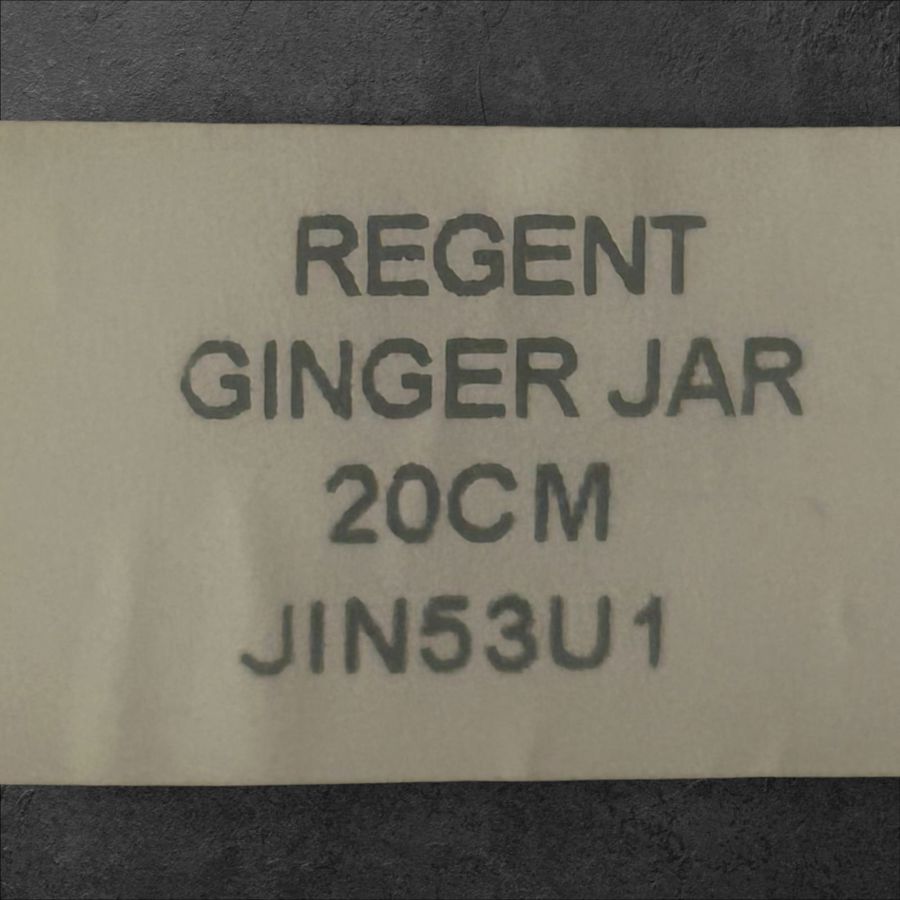 REGENT
GINGER JAR
20CM
JIN53U1